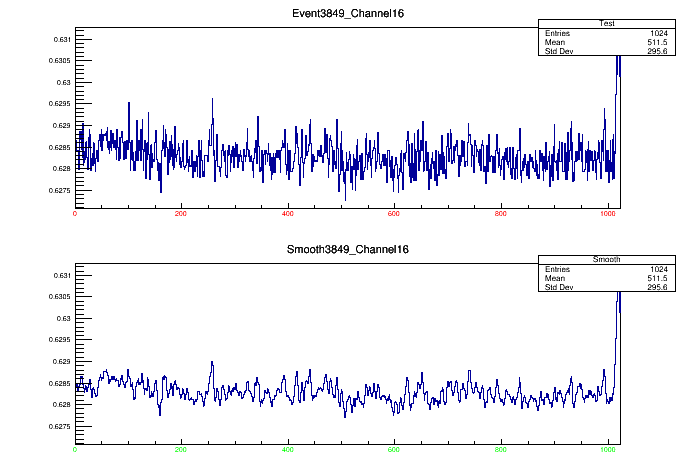 Event3849_Channel16
Test
Entries 1024
Mean 511.5
Std Dev 295.6
0.631
0.6305
0.63
0.6295
0.629
0.6285
0.628
0.6275
0 200 400 600 800 1000
Smooth3849_Channel16
Smooth
Entries 1024
Mean 511.5
Std Dev 295.6
0.631
0.6305
0.63
0.6295
0.629
0.6285
0.628
0.6275
0 200 400 600 800 1000